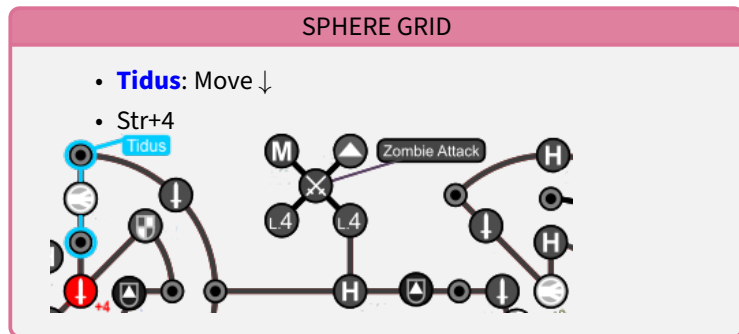 SPHERE GRID
• Tidus: Move ↓
• Str+4
Tidus
M
Zombie Attack
H
L.4
L.4
H
H
H
+4